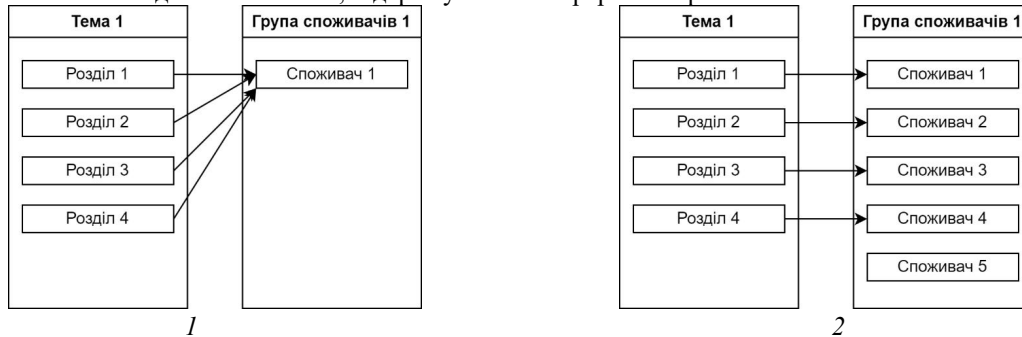 Тема 1
Група споживачів 1
Розділ 1
Споживач 1
Розділ 2
Розділ 3
Розділ 4
1
Тема 1
Група споживачів 1
Розділ 1
Споживач 1
Розділ 2
Споживач 2
Розділ 3
Споживач 3
Розділ 4
Споживач 4
Споживач 5
2